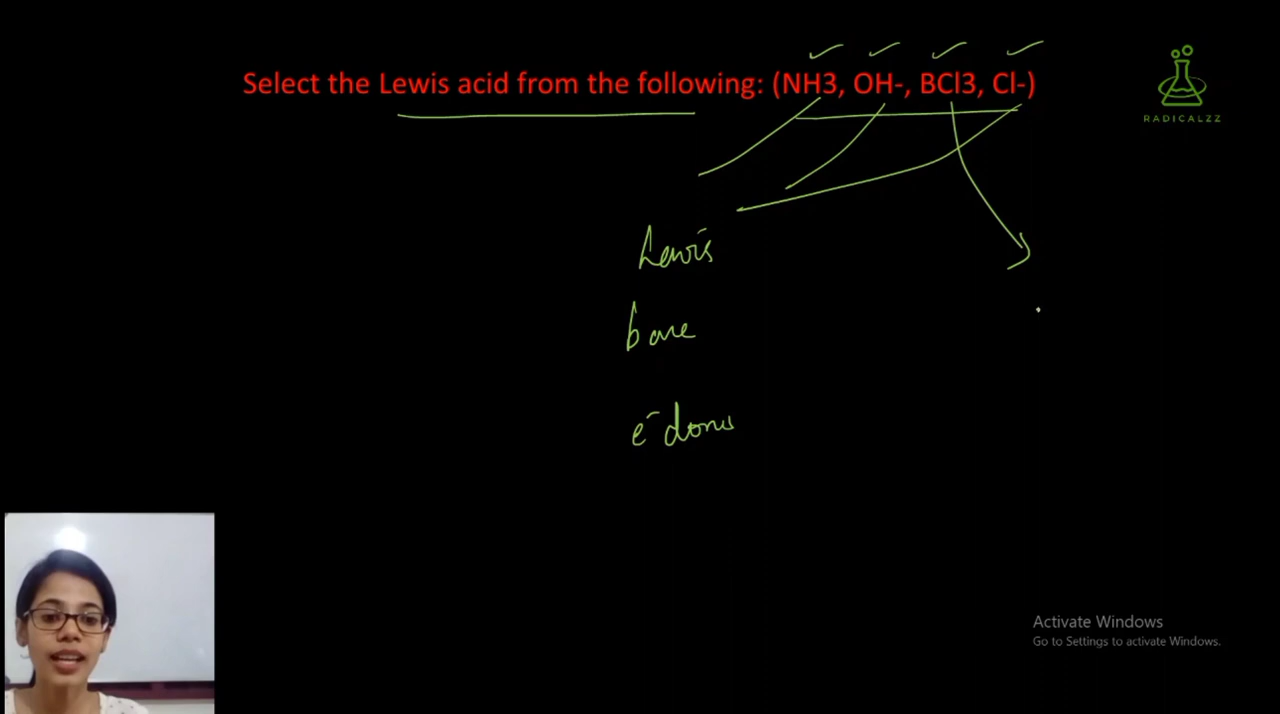 Select the Lewis acid from the following: (NH3, OH-, BCl3, Cl-)
RADICALZZ
Lewis
base
e-
Activate Windows
Go to Settings to activate Windows.